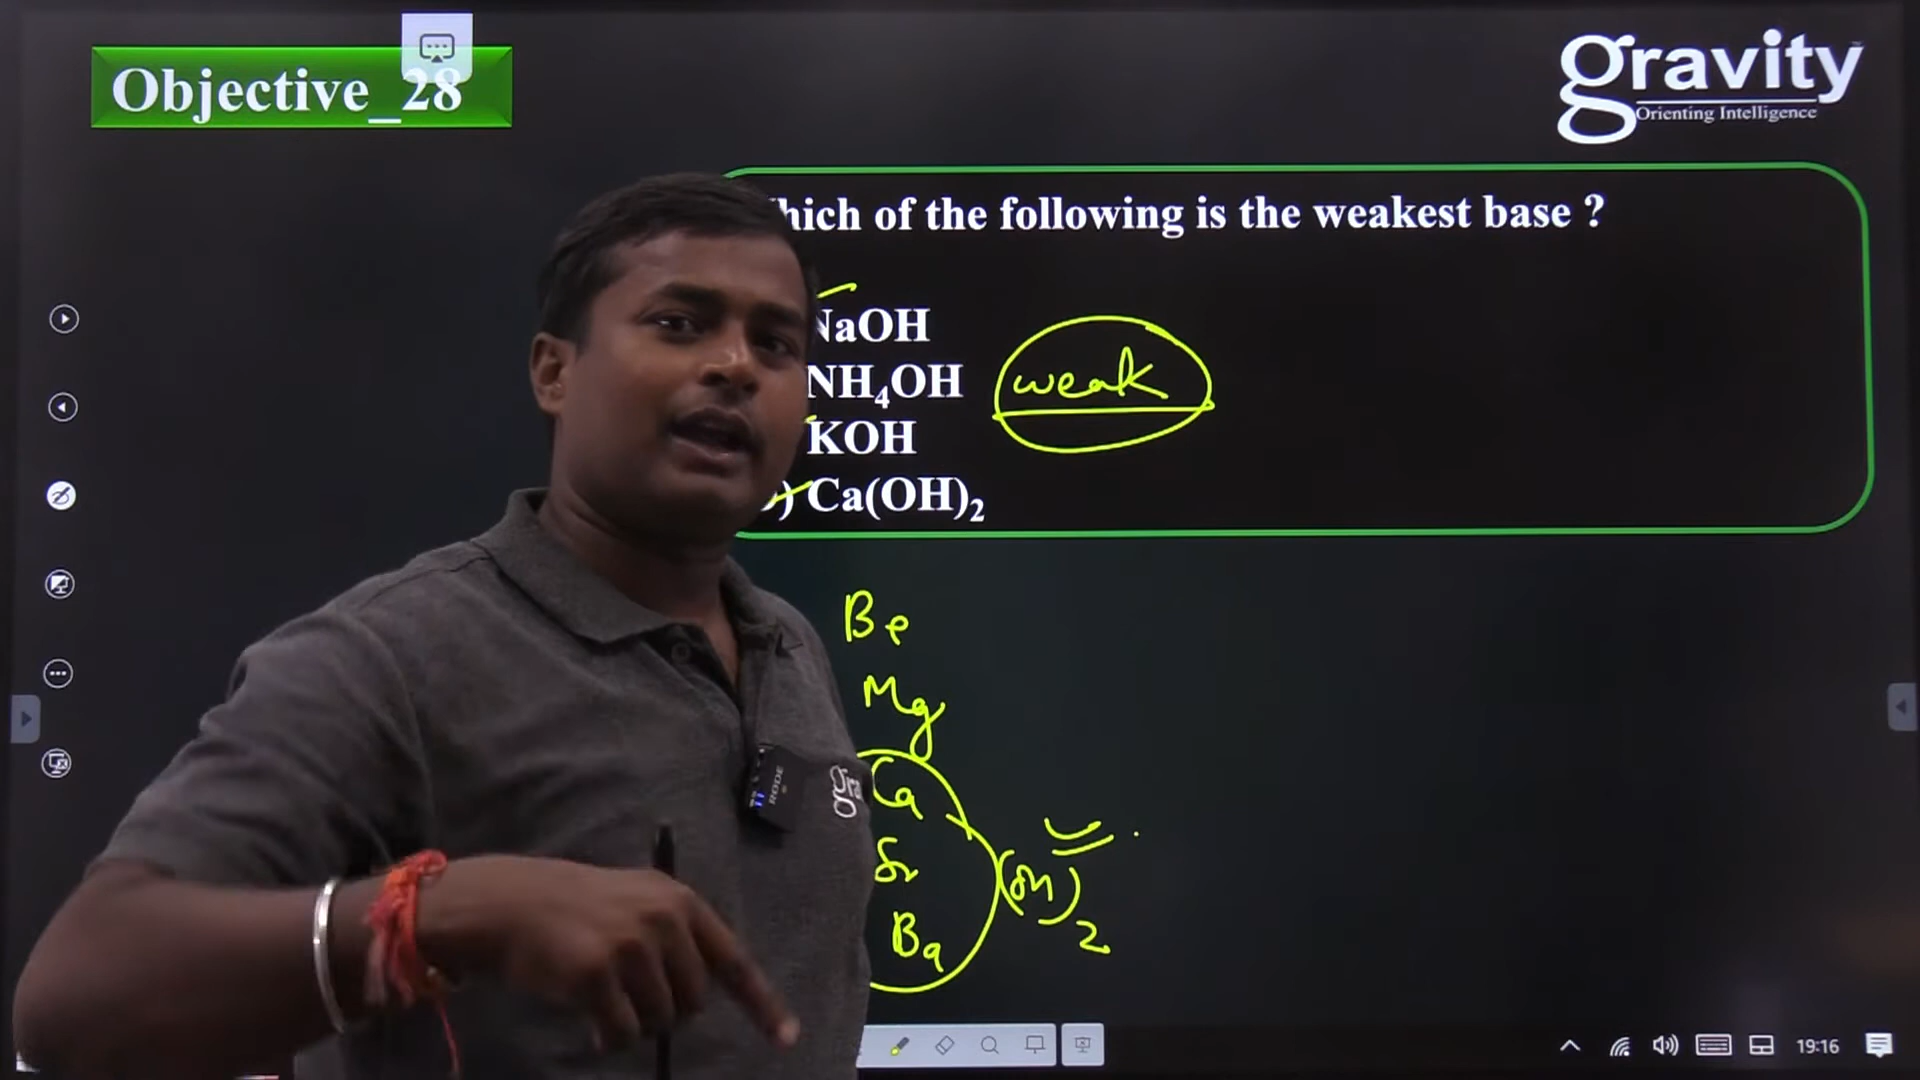 Objective_28
gravity
Orienting Intelligence
hich of the following is the weakest base ?
NaOH
NH₄OH
weak
KOH
) Ca(OH)₂
Be
Mg
Ca
Sr
(OH)₂
Ba
RODE
19:16